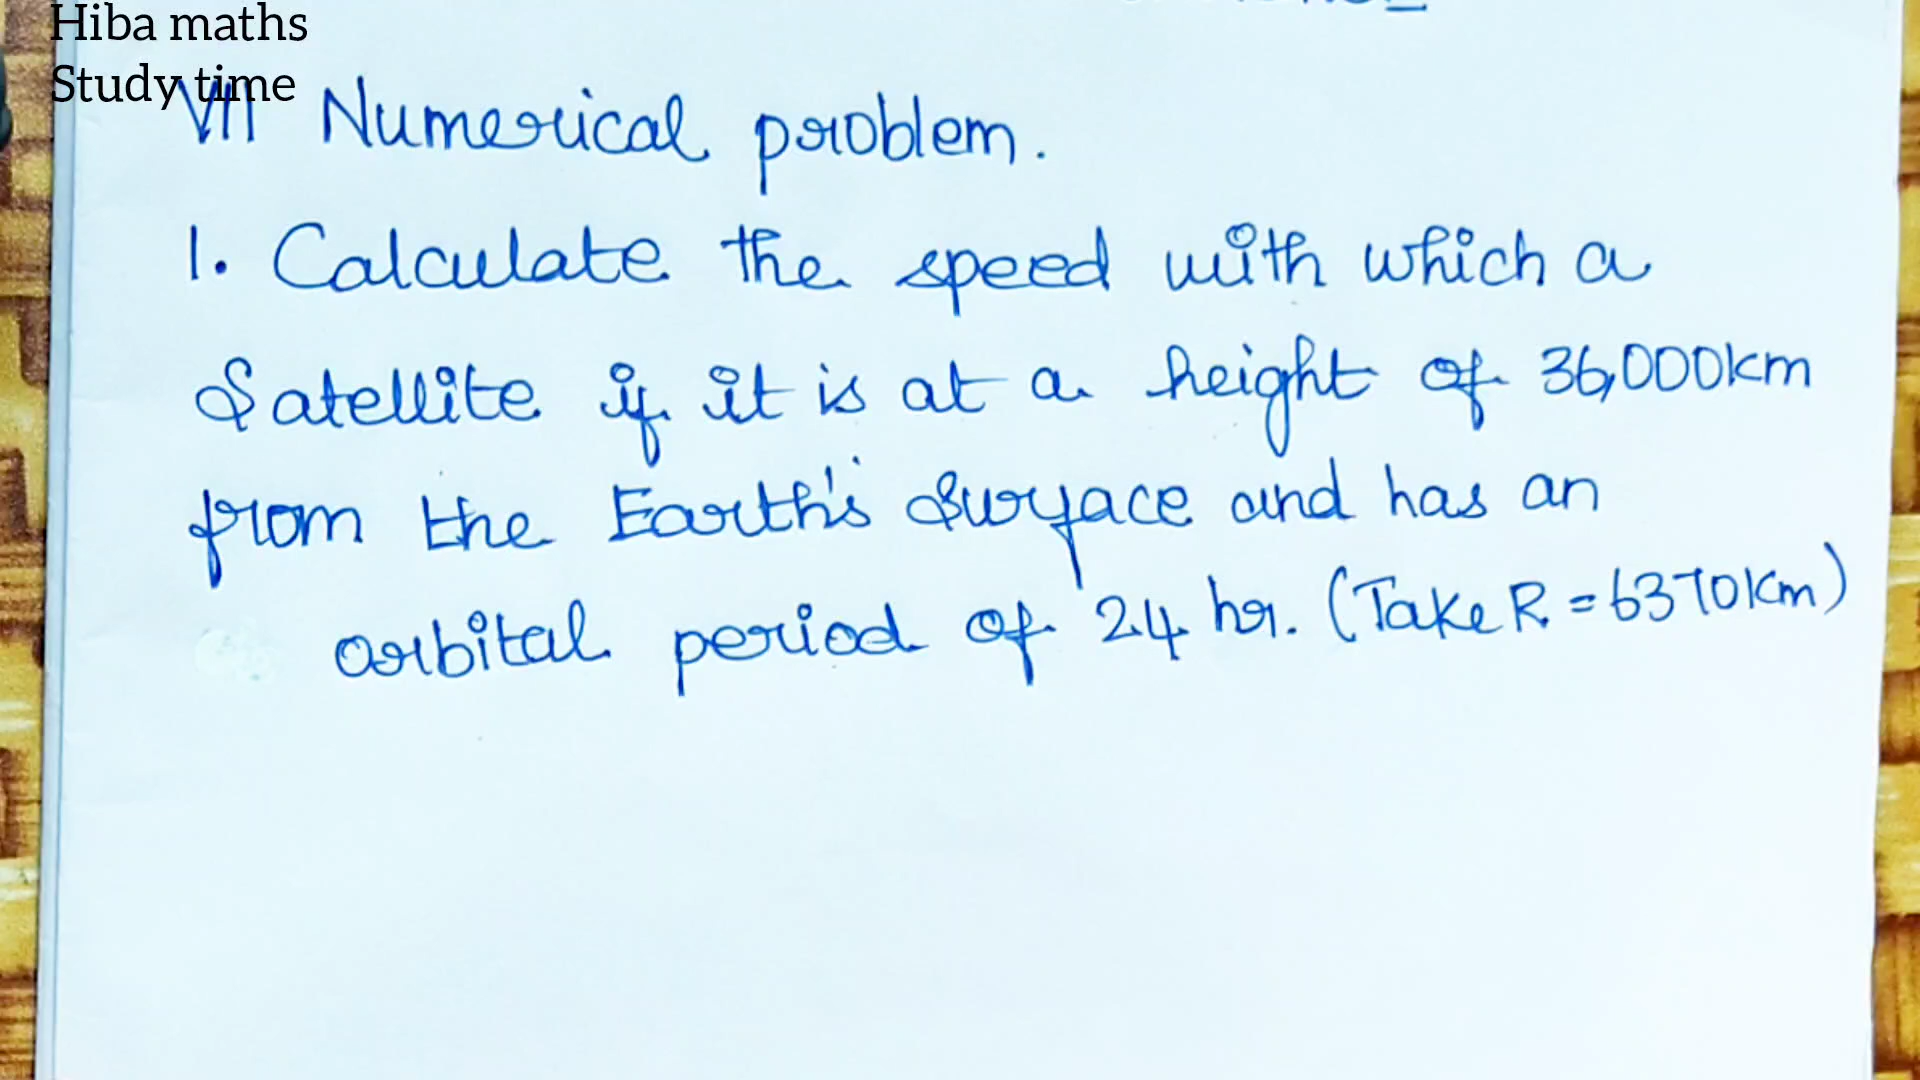 Hiba maths
Study time
VII Numerical problem.
1. Calculate the speed with which a
Satellite if it is at a height of 36,000km
from the Earth's Surface and has an
orbital period of 24 hr. (Take R = 6370km)